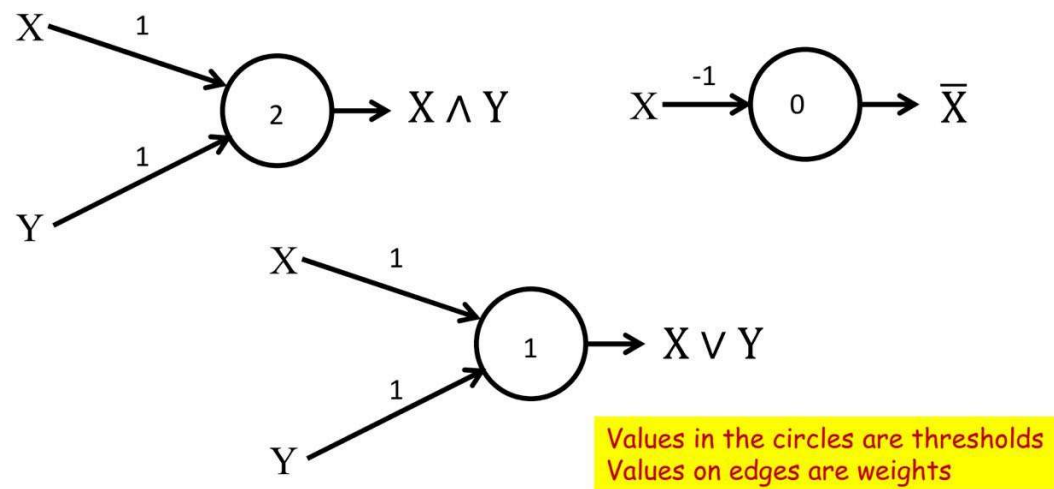 X 1
2 X ∧ Y
1
Y
X -1 0 X̅
X 1
1 X ∨ Y
1
Y
Values in the circles are thresholds
Values on edges are weights